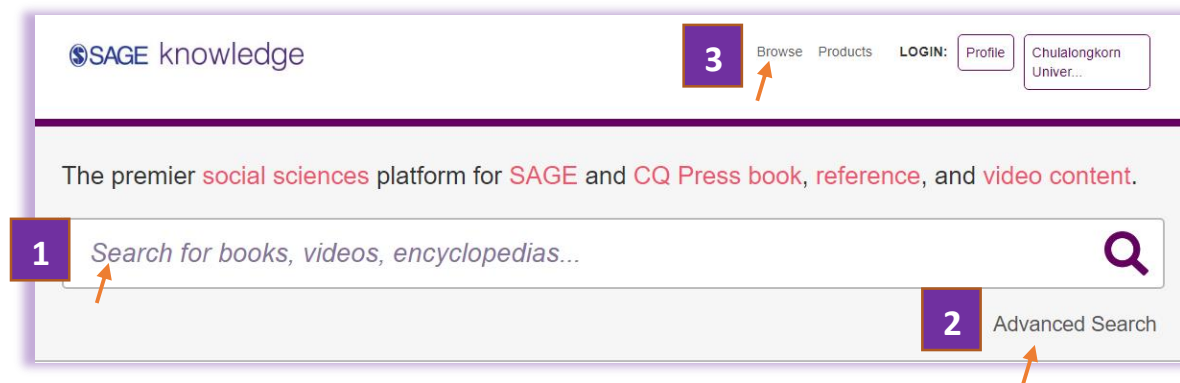 SAGE knowledge
3
Browse Products LOGIN: Profile Chulalongkorn
Univer...
The premier social sciences platform for SAGE and CQ Press book, reference, and video content.
1
Search for books, videos, encyclopedias...
2
Advanced Search